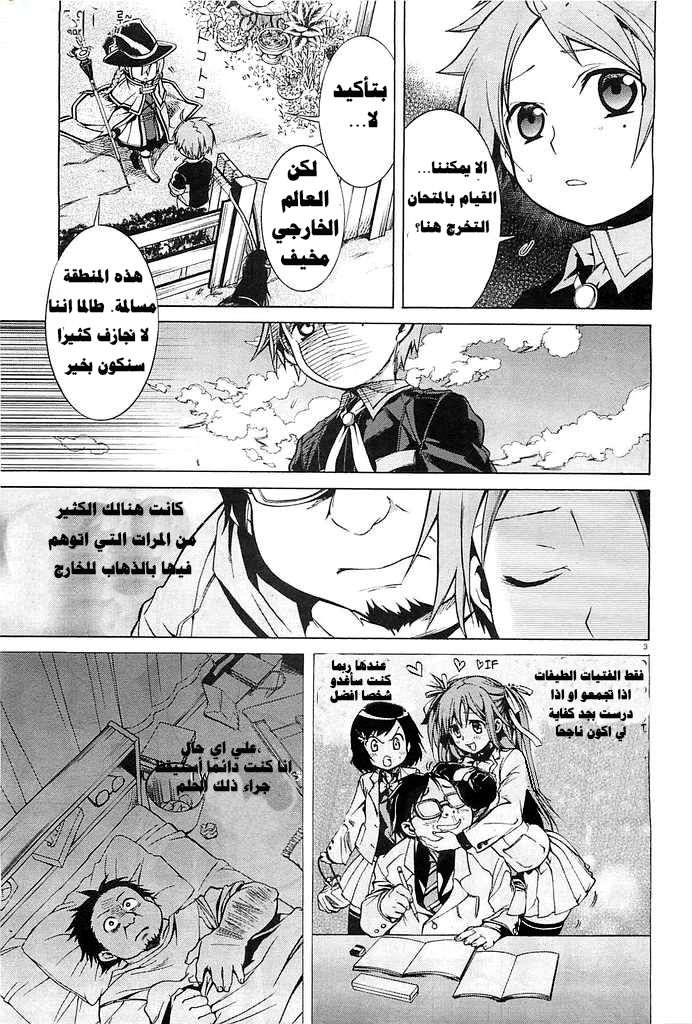 الا يمكننا...
القيام بالمتحان
التخرج هنا؟
بتأكيد
لا...
لكن
العالم
الخارجي
مخيف
هذه المنطقة
مسالمة. طالما اننا
لا نجازف كثيرا
سنكون بخير
كانت هنالك الكثير
من المرات التي اتوهم
فيها بالذهاب للخارج
3
فقط الفتيات الطيفات
اذا تجمعو او اذا
درست بجد كفاية
لي اكون ناجحا
IF
عندها ربما
كنت سأغدو
شخصا افضل
،علي اي حال
انا كنت دائما أستيقظ
جراء ذلك الحلم